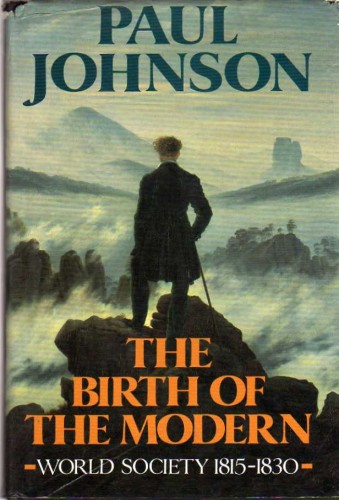 PAUL
JOHNSON
THE
BIRTH OF
THE MODERN
-WORLD SOCIETY 1815-1830-